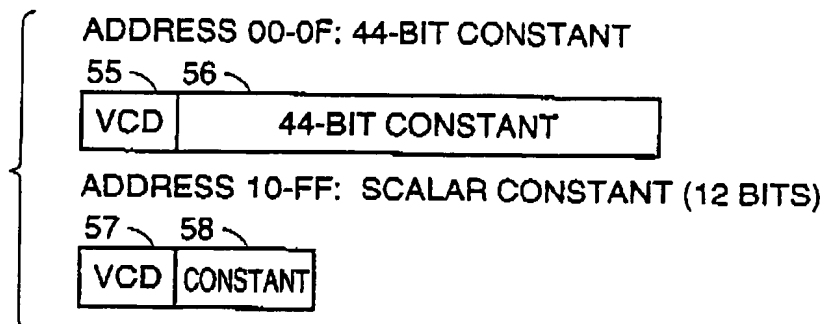 ADDRESS 00-0F: 44-BIT CONSTANT
55 56
VCD 44-BIT CONSTANT
ADDRESS 10-FF: SCALAR CONSTANT (12 BITS)
57 58
VCD CONSTANT